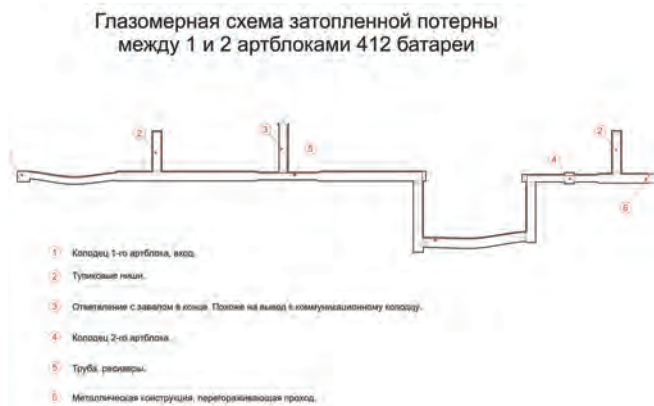 Глазомерная схема затопленной потерны
между 1 и 2 артблоками 412 батареи
2
3
5
4
2
6
1 Колодец 1-го артблока, вход.
2 Тупиковые ниши.
3 Ответвление с завалом в конце. Похоже на вывод к коммуникационному колодцу.
4 Колодец 2-го артблока.
5 Труба, ресиверы.
6 Металлическая конструкция, перегораживающая проход.